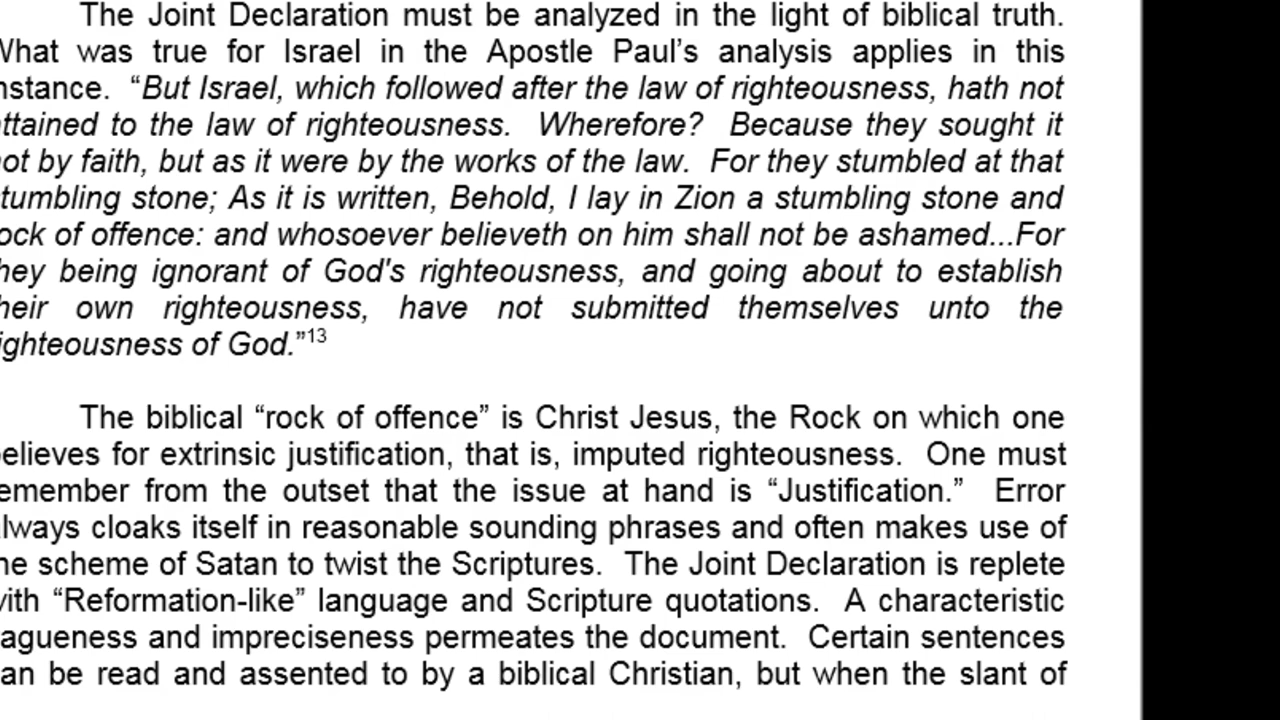 The Joint Declaration must be analyzed in the light of biblical truth.
What was true for Israel in the Apostle Paul’s analysis applies in this
nstance. “But Israel, which followed after the law of righteousness, hath not
ttained to the law of righteousness. Wherefore? Because they sought it
not by faith, but as it were by the works of the law. For they stumbled at that
tumbling stone; As it is written, Behold, I lay in Zion a stumbling stone and
ock of offence: and whosoever believeth on him shall not be ashamed...For
hey being ignorant of God's righteousness, and going about to establish
heir own righteousness, have not submitted themselves unto the
ighteousness of God.”13
The biblical “rock of offence” is Christ Jesus, the Rock on which one
believes for extrinsic justification, that is, imputed righteousness. One must
emember from the outset that the issue at hand is “Justification.” Error
always cloaks itself in reasonable sounding phrases and often makes use of
he scheme of Satan to twist the Scriptures. The Joint Declaration is replete
with “Reformation-like” language and Scripture quotations. A characteristic
agueness and impreciseness permeates the document. Certain sentences
an be read and assented to by a biblical Christian, but when the slant of